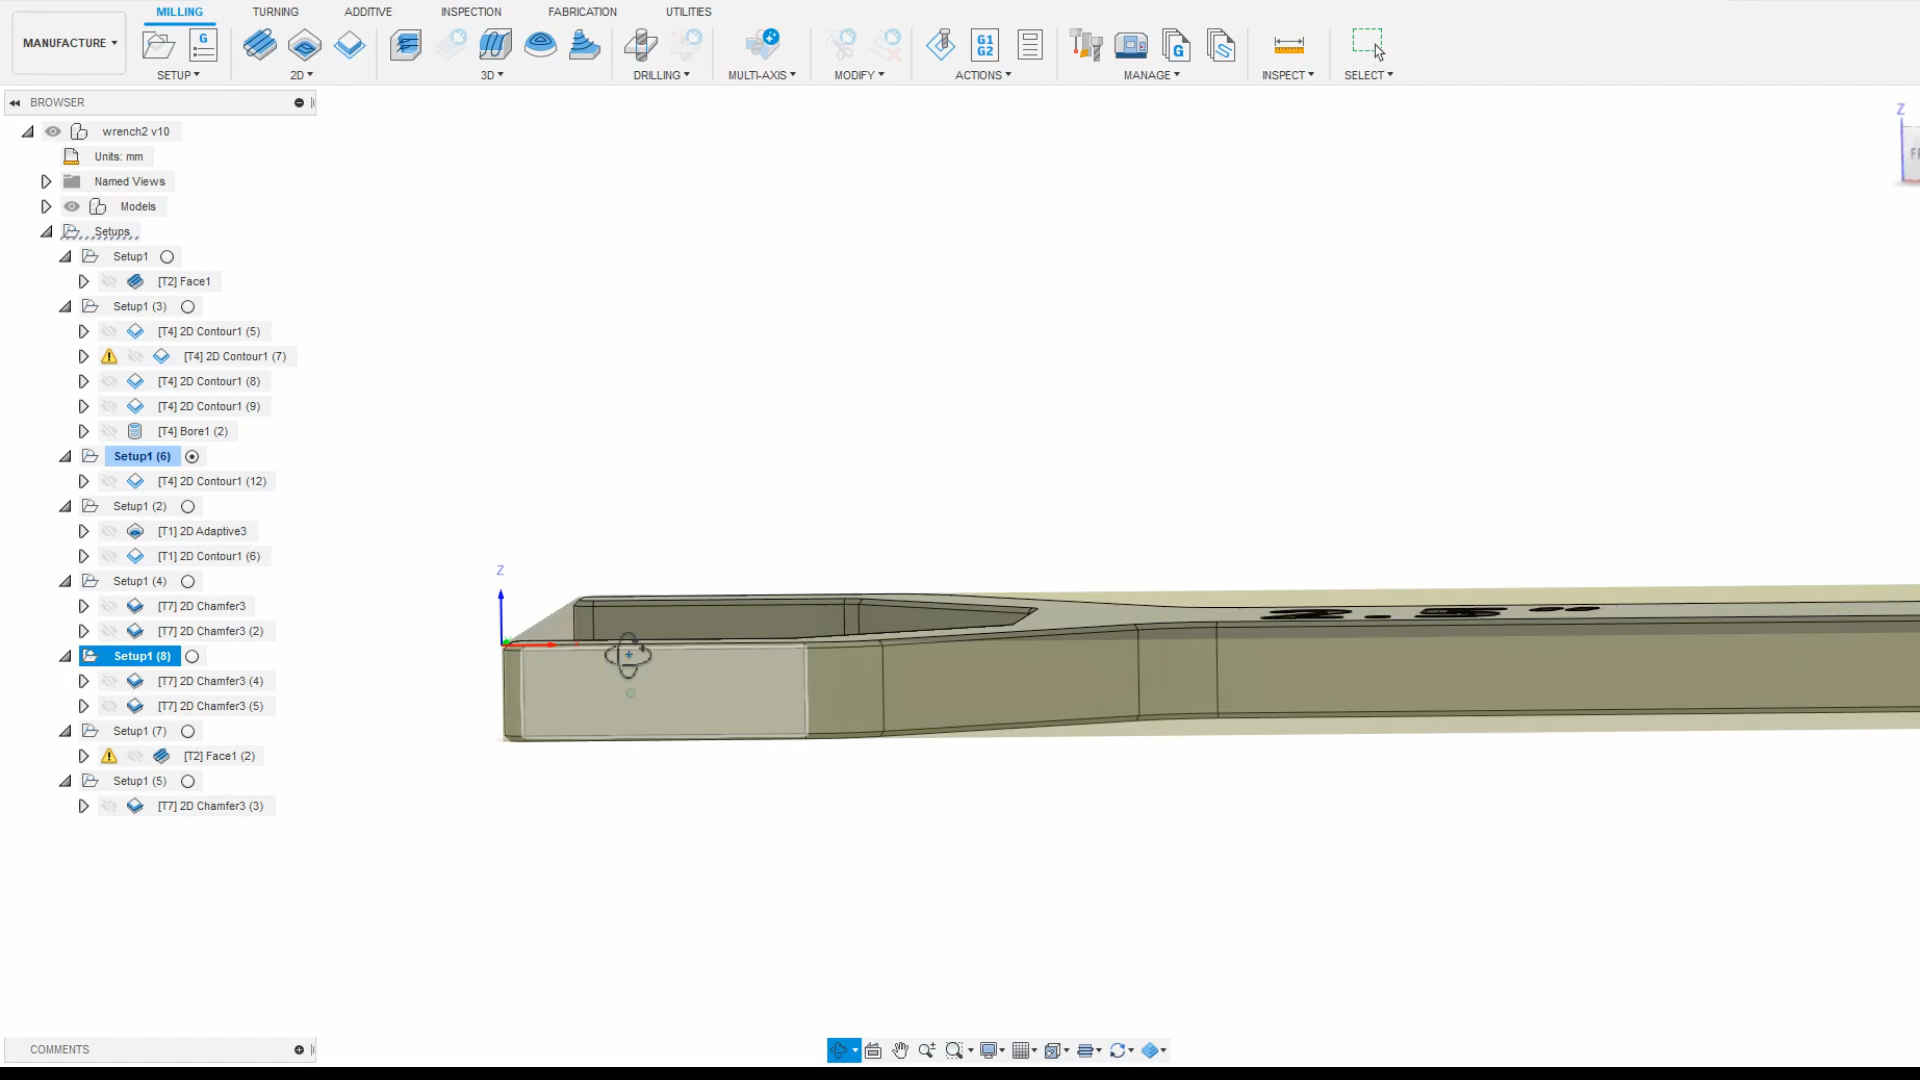 MILLING TURNING ADDITIVE INSPECTION FABRICATION UTILITIES
MANUFACTURE
G G1 G2 G
SETUP 2D 3D DRILLING MULTI-AXIS MODIFY ACTIONS MANAGE INSPECT SELECT
BROWSER
wrench2 v10
Units: mm
Named Views
Models
Setups
Setup1
[T2] Face1
Setup1 (3)
[T4] 2D Contour1 (5)
[T4] 2D Contour1 (7)
[T4] 2D Contour1 (8)
[T4] 2D Contour1 (9)
[T4] Bore1 (2)
Setup1 (6)
[T4] 2D Contour1 (12)
Setup1 (2)
[T1] 2D Adaptive3
[T1] 2D Contour1 (6)
Setup1 (4)
[T7] 2D Chamfer3
[T7] 2D Chamfer3 (2)
Setup1 (8)
[T7] 2D Chamfer3 (4)
[T7] 2D Chamfer3 (5)
Setup1 (7)
[T2] Face1 (2)
Setup1 (5)
[T7] 2D Chamfer3 (3)
Z
Z
2.5"
COMMENTS